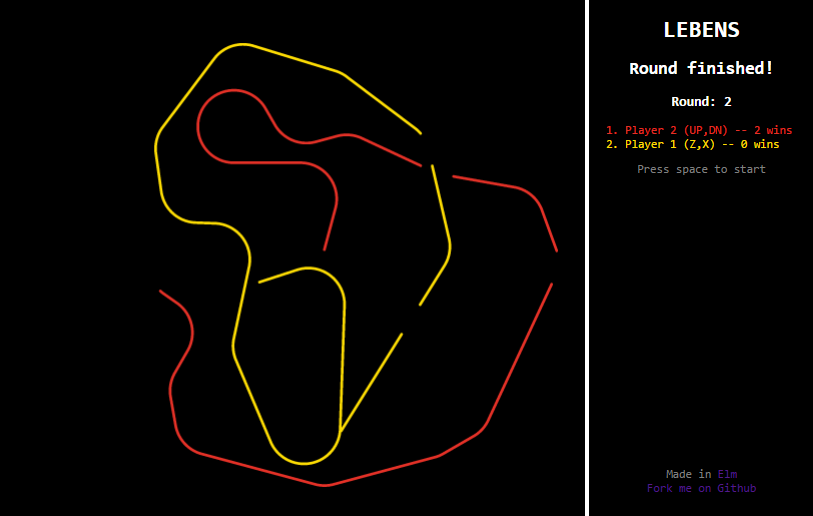 LEBENS
Round finished!
Round: 2
1. Player 2 (UP,DN) -- 2 wins
2. Player 1 (Z,X) -- 0 wins
Press space to start
Made in Elm
Fork me on Github